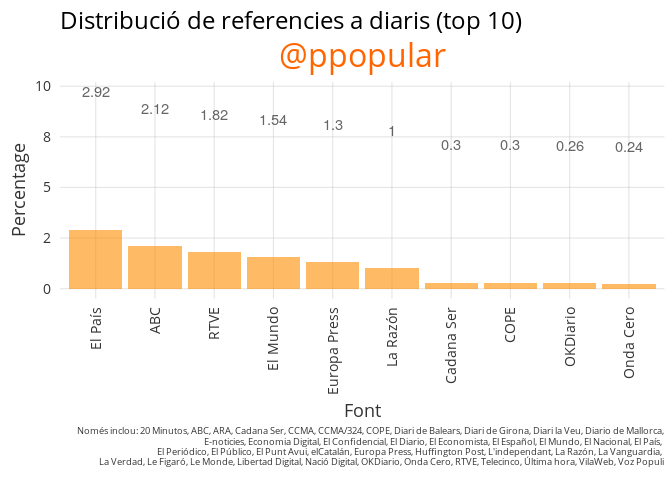 Distribució de referencies a diaris (top 10)
@ppopular
Percentage
10
8
5
2
0
2.92
2.12
1.82
1.54
1.3
1
0.3
0.3
0.26
0.24
El País
ABC
RTVE
El Mundo
Europa Press
La Razón
Cadana Ser
COPE
OKDiario
Onda Cero
Font
Només inclou: 20 Minutos, ABC, ARA, Cadana Ser, CCMA, CCMA/324, COPE, Diari de Balears, Diari de Girona, Diari la Veu, Diario de Mallorca,
E-noticies, Economia Digital, El Confidencial, El Diario, El Economista, El Español, El Mundo, El Nacional, El País,
El Periódico, El Público, El Punt Avui, elCatalán, Europa Press, Huffington Post, L'independant, La Razón, La Vanguardia,
La Verdad, Le Figaró, Le Monde, Libertad Digital, Nació Digital, OKDiario, Onda Cero, RTVE, Telecinco, Última hora, VilaWeb, Voz Populi